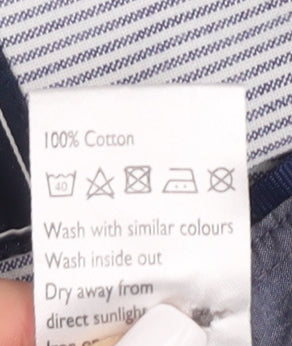 100% Cotton
40
Wash with similar colours
Wash inside out
Dry away from
direct sunlight